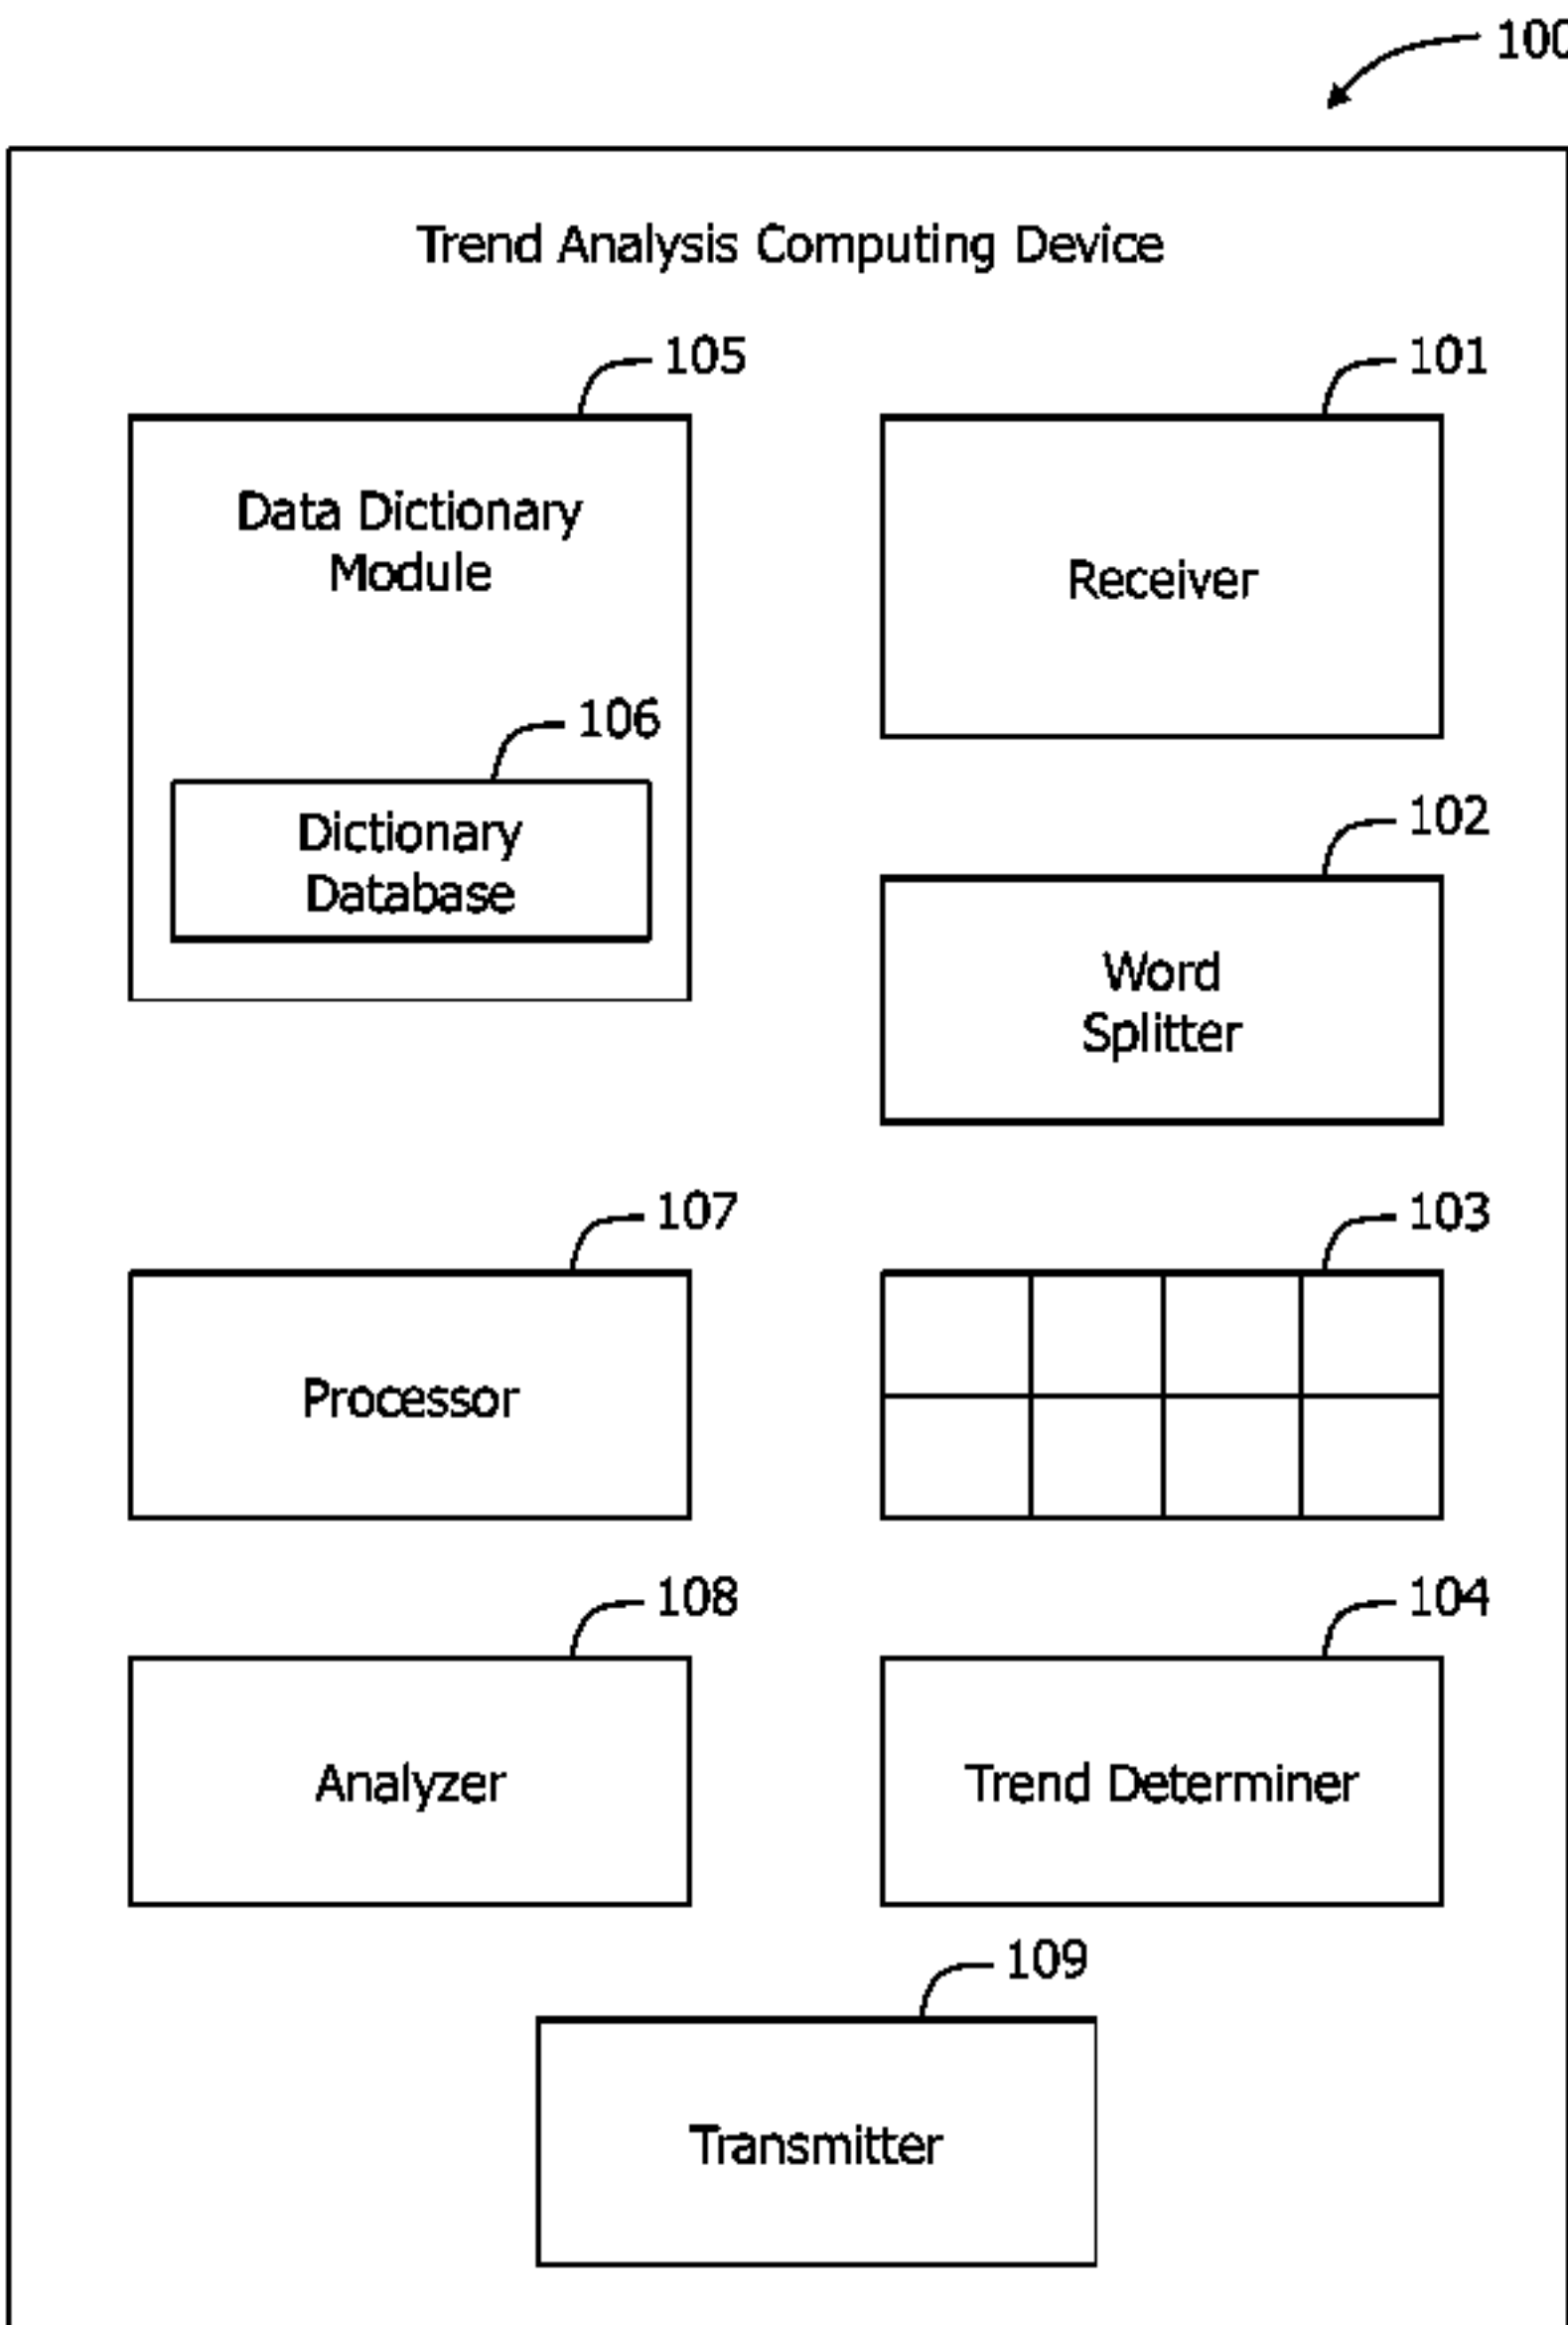 100
Trend Analysis Computing Device
105
101
Data Dictionary
Module
Receiver
106
Dictionary
Database
102
Word
Splitter
107
103
Processor
108
104
Analyzer
Trend Determiner
109
Transmitter